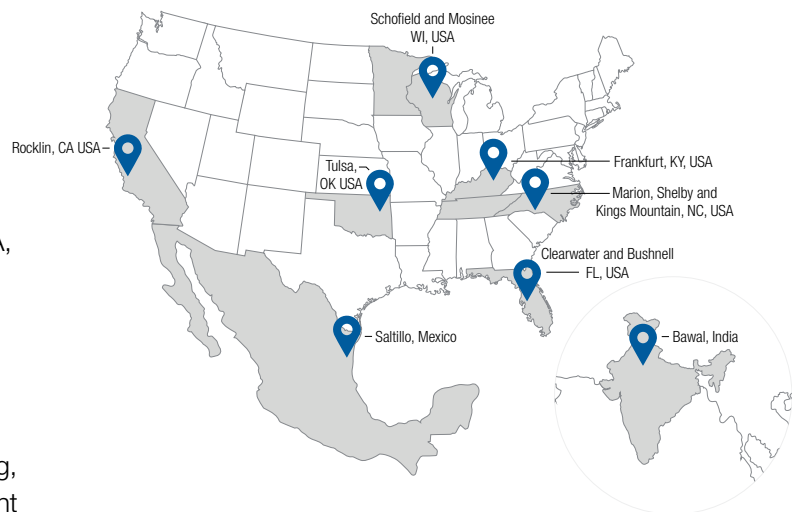 Schofield and Mosinee
WI, USA
Rocklin, CA USA
Tulsa,
OK USA
Frankfurt, KY, USA
Marion, Shelby and
Kings Mountain, NC, USA
A,
Clearwater and Bushnell
FL, USA
Saltillo, Mexico
Bawal, India
g,
nt